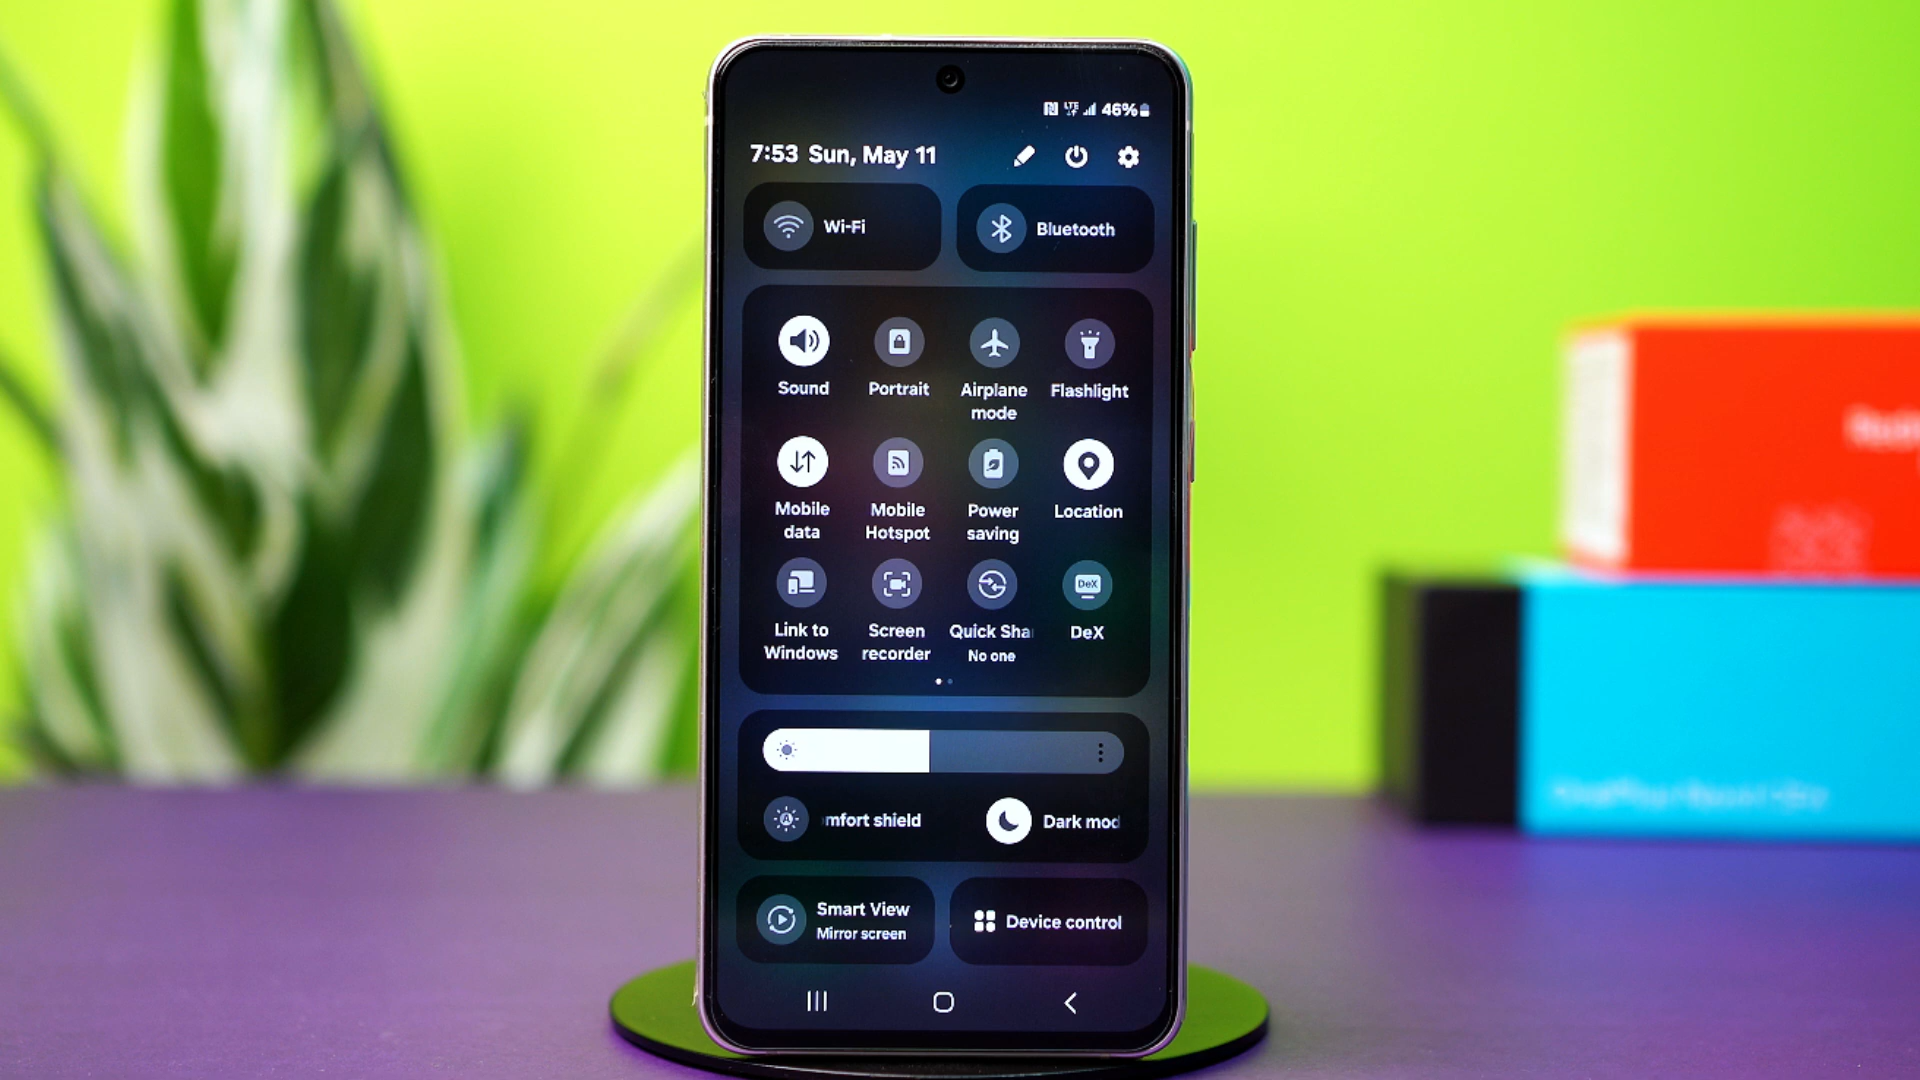 LTE 46%
7:53 Sun, May 11
Wi-Fi
Bluetooth
Sound
Portrait
Airplane
mode
Flashlight
Mobile
data
Mobile
Hotspot
Power
saving
Location
Link to
Windows
Screen
recorder
Quick Sha
No one
DeX
DeX
mfort shield
Dark mod
Smart View
Mirror screen
Device control